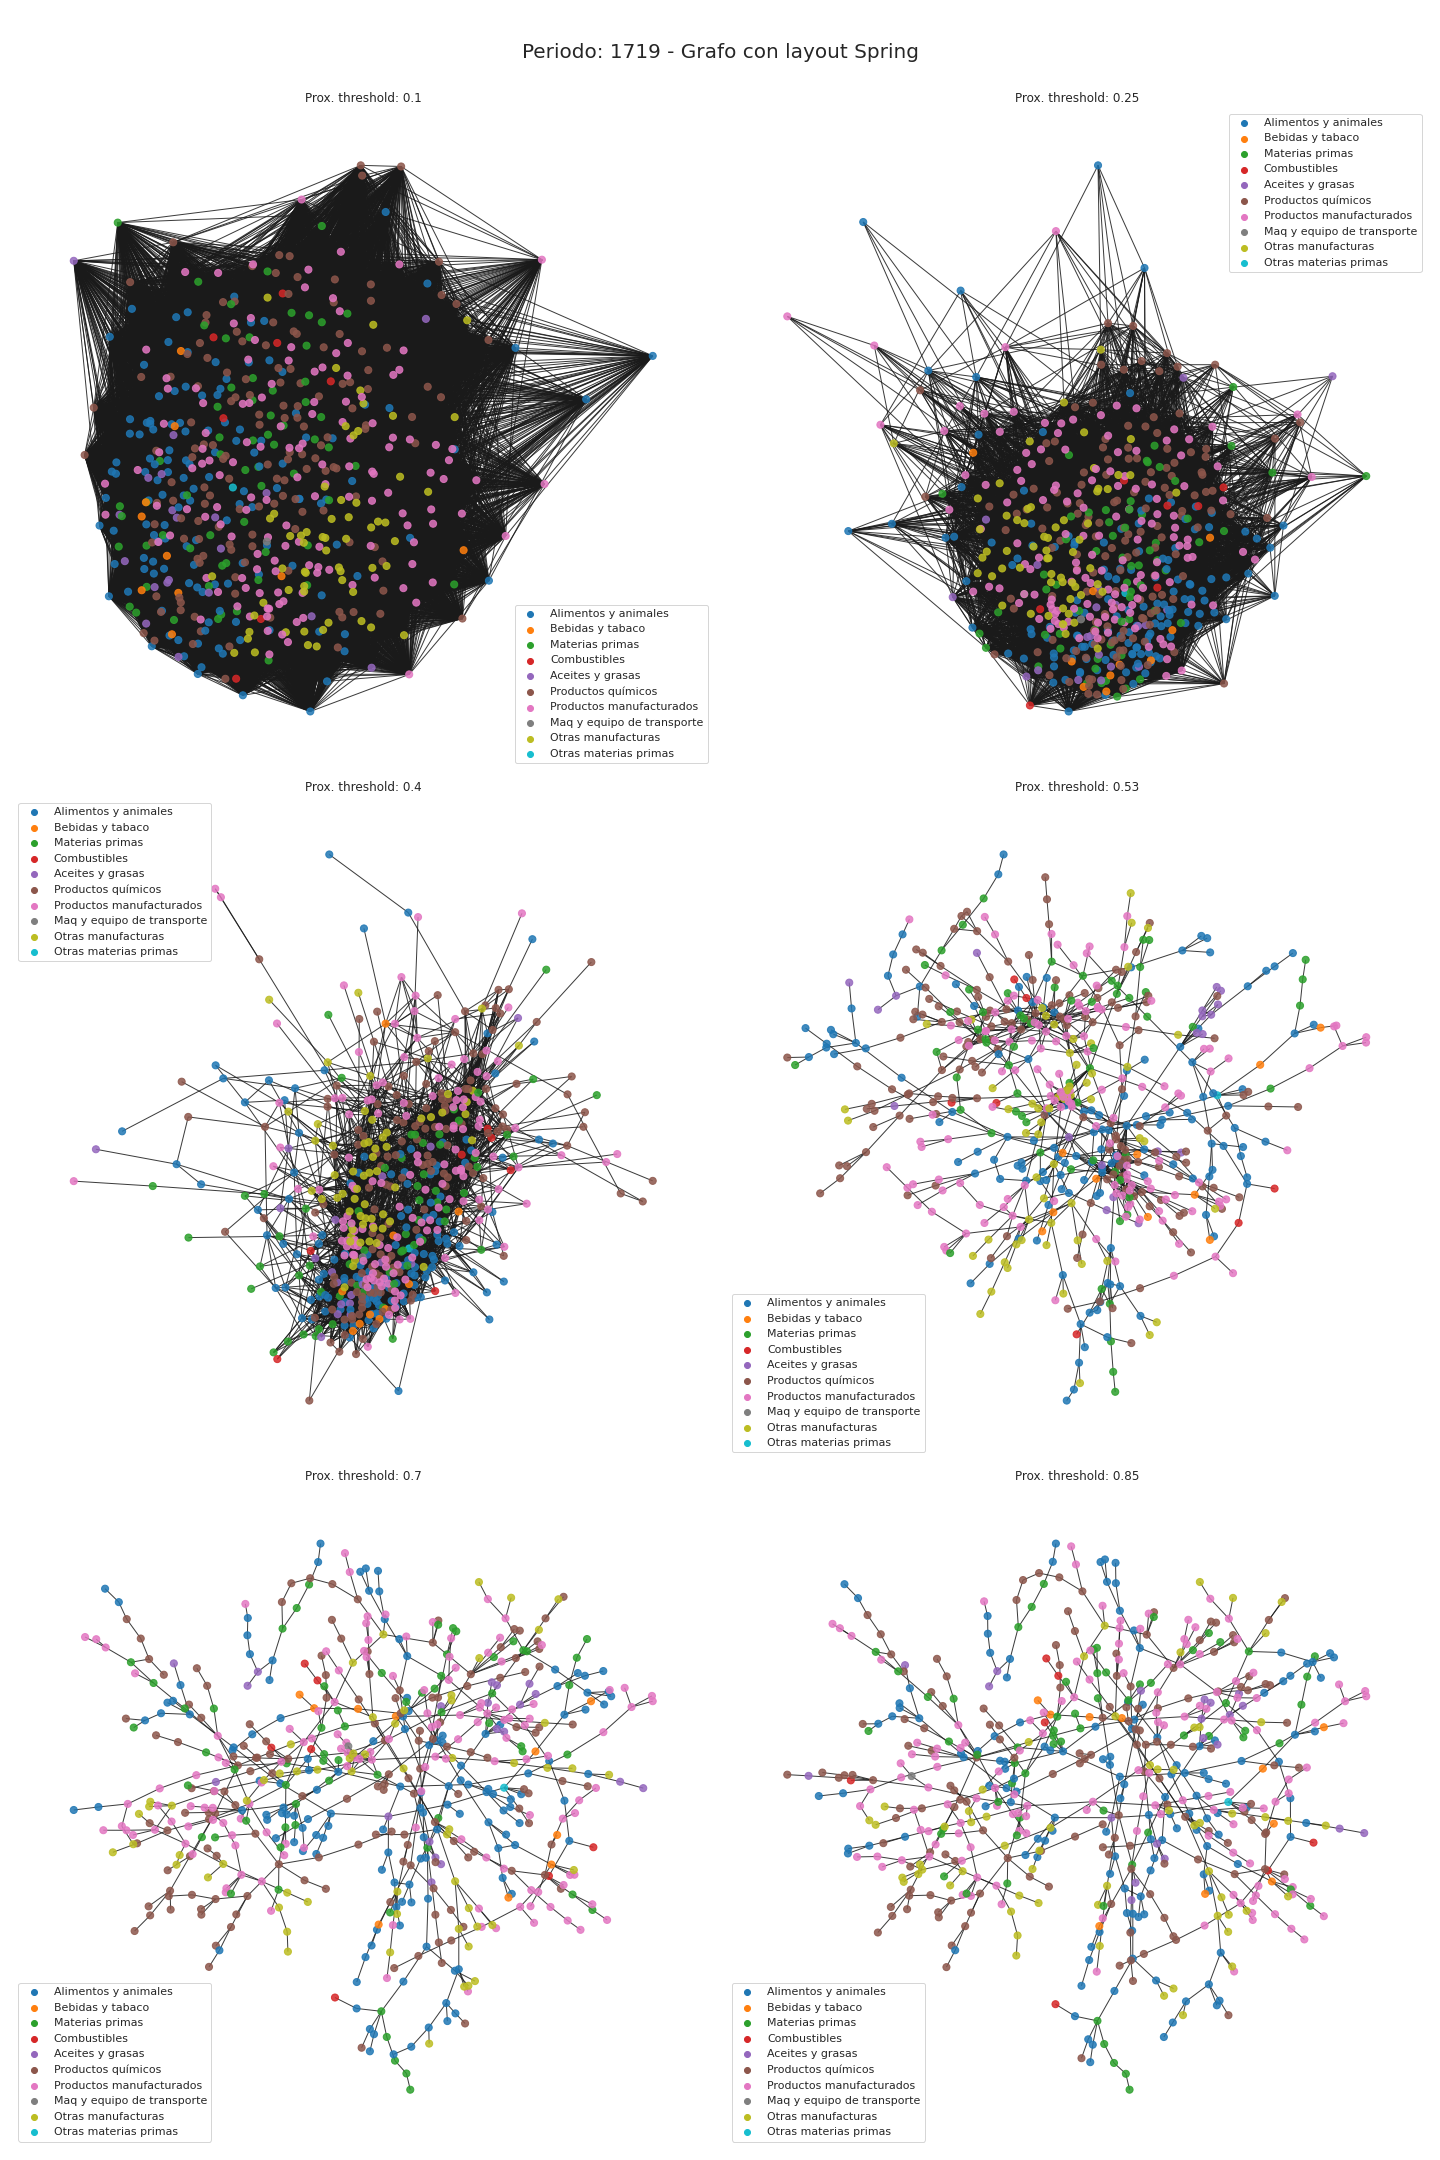 Periodo: 1719 - Grafo con layout Spring
Prox. threshold: 0.1
Alimentos y animales
Bebidas y tabaco
Materias primas
Combustibles
Aceites y grasas
Productos químicos
Productos manufacturados
Maq y equipo de transporte
Otras manufacturas
Otras materias primas
Prox. threshold: 0.25
Alimentos y animales
Bebidas y tabaco
Materias primas
Combustibles
Aceites y grasas
Productos químicos
Productos manufacturados
Maq y equipo de transporte
Otras manufacturas
Otras materias primas
Prox. threshold: 0.4
Alimentos y animales
Bebidas y tabaco
Materias primas
Combustibles
Aceites y grasas
Productos químicos
Productos manufacturados
Maq y equipo de transporte
Otras manufacturas
Otras materias primas
Prox. threshold: 0.53
Alimentos y animales
Bebidas y tabaco
Materias primas
Combustibles
Aceites y grasas
Productos químicos
Productos manufacturados
Maq y equipo de transporte
Otras manufacturas
Otras materias primas
Prox. threshold: 0.7
Alimentos y animales
Bebidas y tabaco
Materias primas
Combustibles
Aceites y grasas
Productos químicos
Productos manufacturados
Maq y equipo de transporte
Otras manufacturas
Otras materias primas
Prox. threshold: 0.85
Alimentos y animales
Bebidas y tabaco
Materias primas
Combustibles
Aceites y grasas
Productos químicos
Productos manufacturados
Maq y equipo de transporte
Otras manufacturas
Otras materias primas